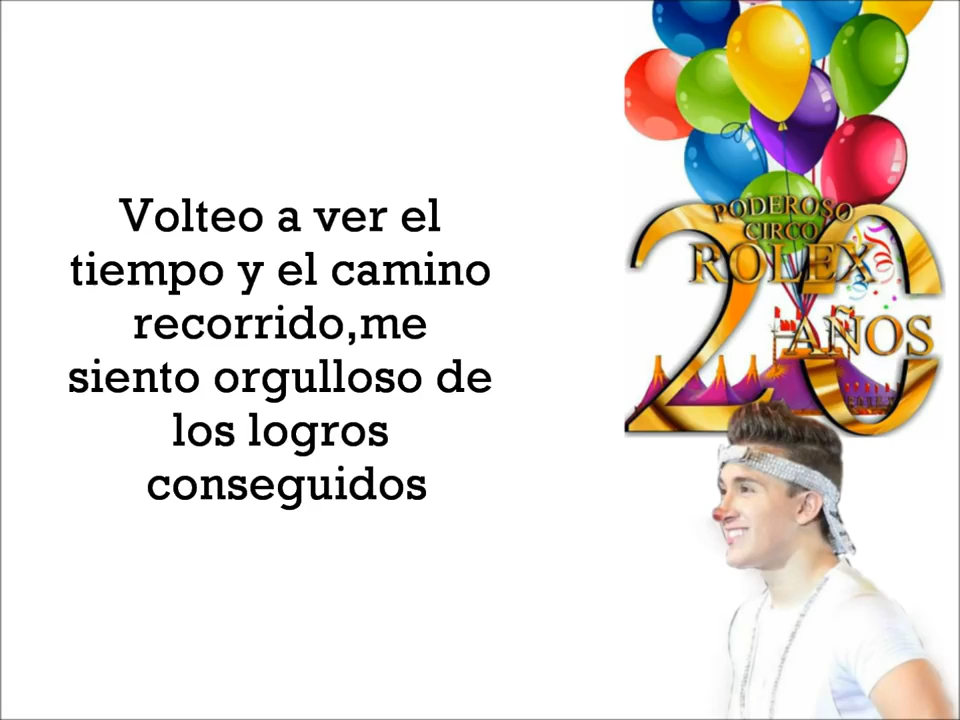 Volteo a ver el
tiempo y el camino
recorrido,me
siento orgulloso de
los logros
conseguidos
PODEROSO
CIRCO
ROLEX
20
AÑOS